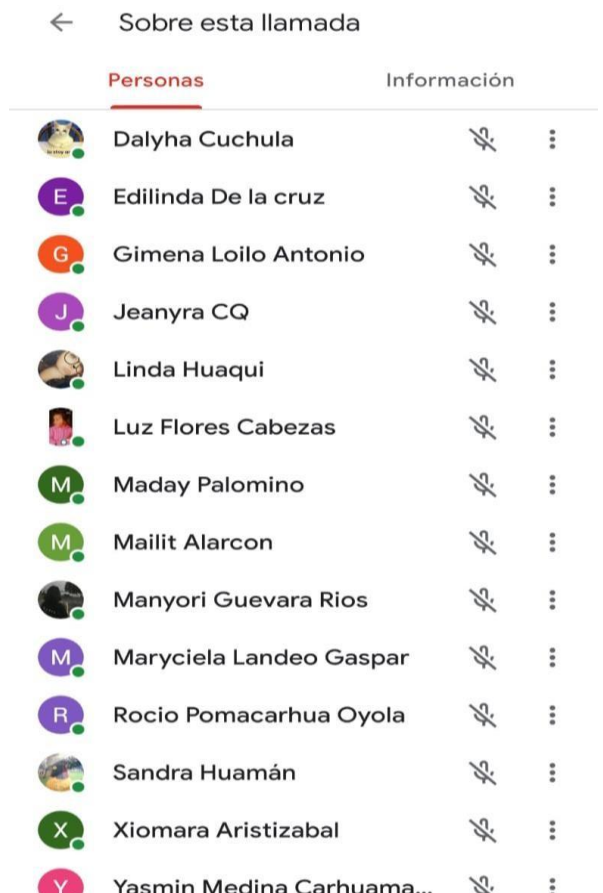 Sobre esta llamada
Personas Información
Dalyha Cuchula
E Edilinda De la cruz
G Gimena Loilo Antonio
J Jeanyra CQ
Linda Huaqui
Luz Flores Cabezas
M Maday Palomino
M Mailit Alarcon
Manyori Guevara Rios
M Maryciela Landeo Gaspar
R Rocio Pomacarhua Oyola
Sandra Huamán
X Xiomara Aristizabal
Y Yasmin Medina Carhuama...